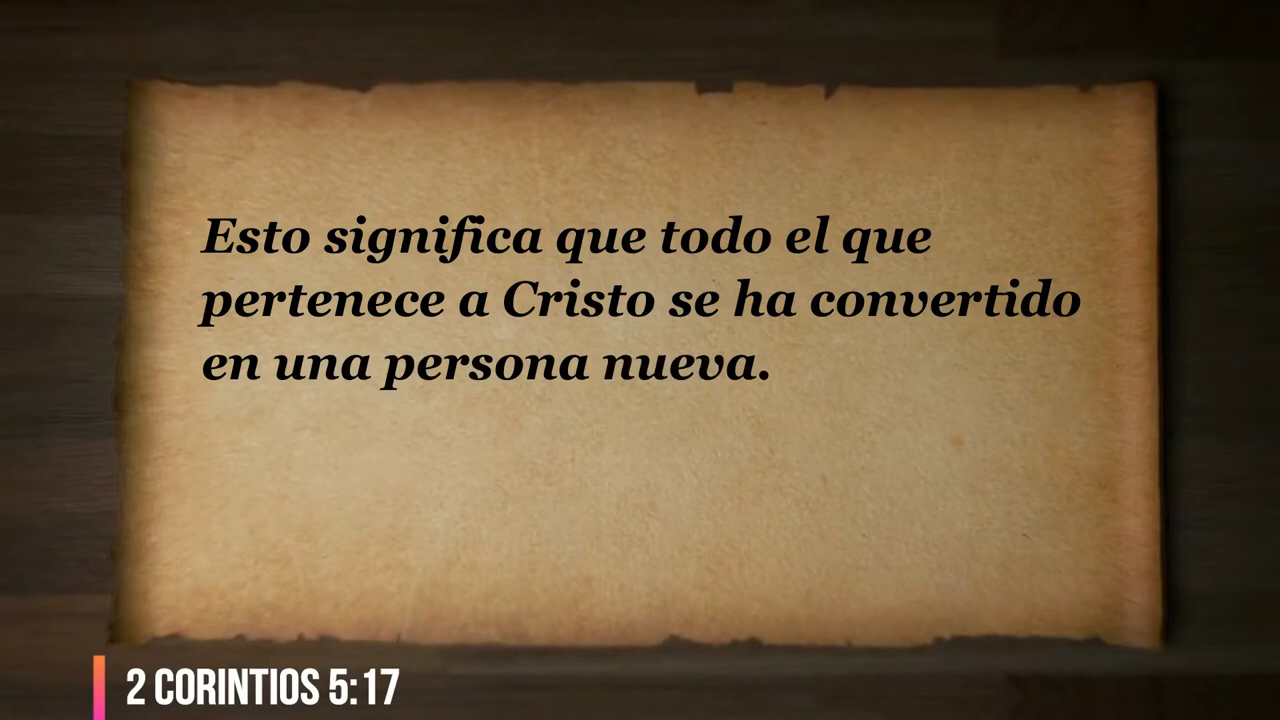 Esto significa que todo el que
pertenece a Cristo se ha convertido
en una persona nueva.
2 CORINTIOS 5:17